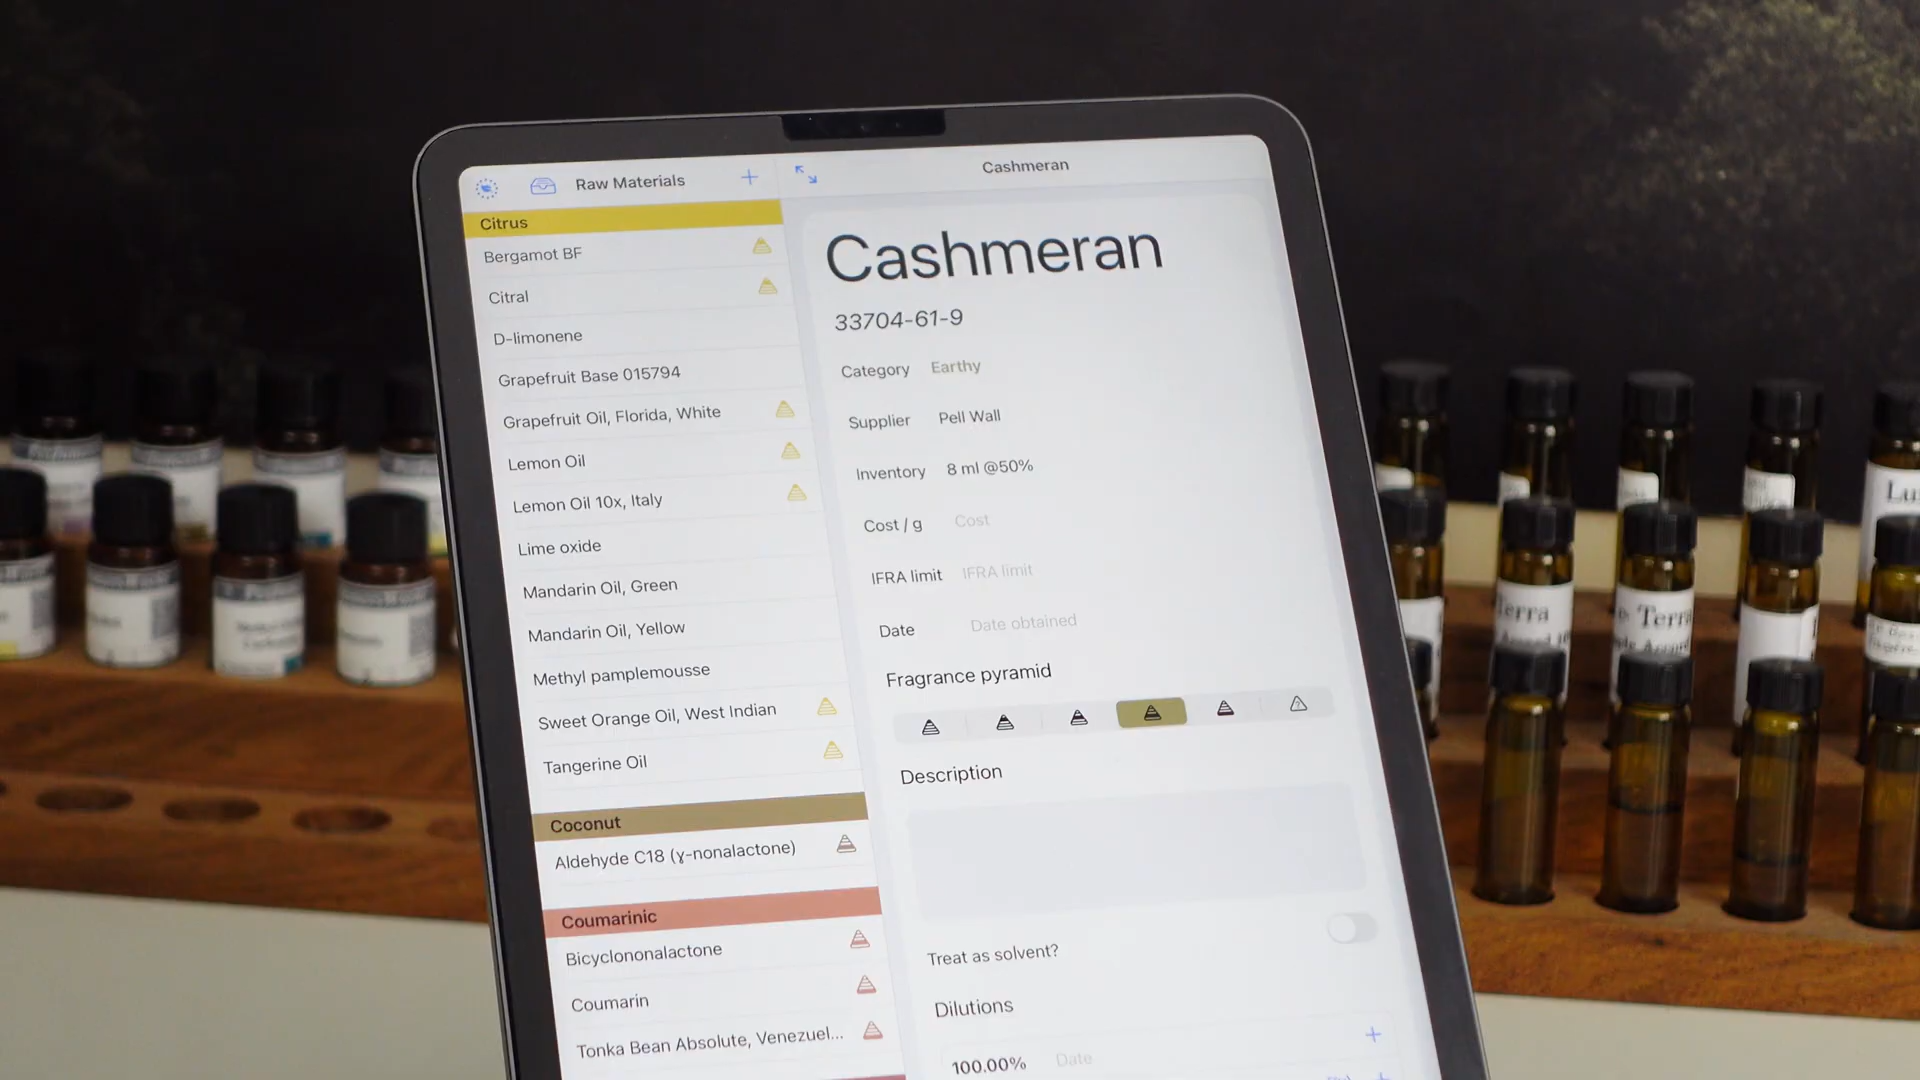 Raw Materials
Citrus
Bergamot BF
Citral
D-limonene
Grapefruit Base 015794
Grapefruit Oil, Florida, White
Lemon Oil
Lemon Oil 10x, Italy
Lime oxide
Mandarin Oil, Green
Mandarin Oil, Yellow
Methyl pamplemousse
Sweet Orange Oil, West Indian
Tangerine Oil
Coconut
Aldehyde C18 (γ-nonalactone)
Coumarinic
Bicyclononalactone
Coumarin
Tonka Bean Absolute, Venezuel...
Cashmeran
Cashmeran
33704-61-9
Category Earthy
Supplier Pell Wall
Inventory 8 ml @50%
Cost / g Cost
IFRA limit IFRA limit
Date Date obtained
Fragrance pyramid
Description
Treat as solvent?
Dilutions
100.00% Date
Terra
Terra